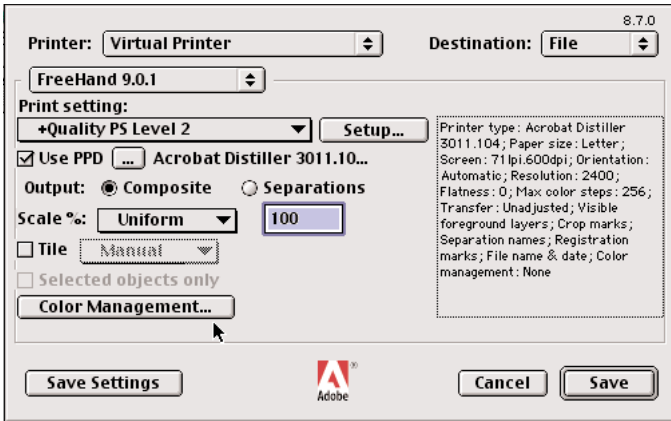 8.7.0
Printer: Virtual Printer Destination: File
FreeHand 9.0.1
Print setting:
+Quality PS Level 2 Setup...
Use PPD ... Acrobat Distiller 3011.10...
Output: Composite Separations
Scale %: Uniform 100
Tile Manual
Selected objects only
Color Management...
Printer type: Acrobat Distiller
3011.104; Paper size: Letter;
Screen: 71lpi.600dpi; Orientation:
Automatic; Resolution: 2400;
Flatness: 0; Max color steps: 256;
Transfer: Unadjusted; Visible
foreground layers; Crop marks;
Separation names; Registration
marks; File name & date; Color
management: None
Save Settings Adobe® Cancel Save